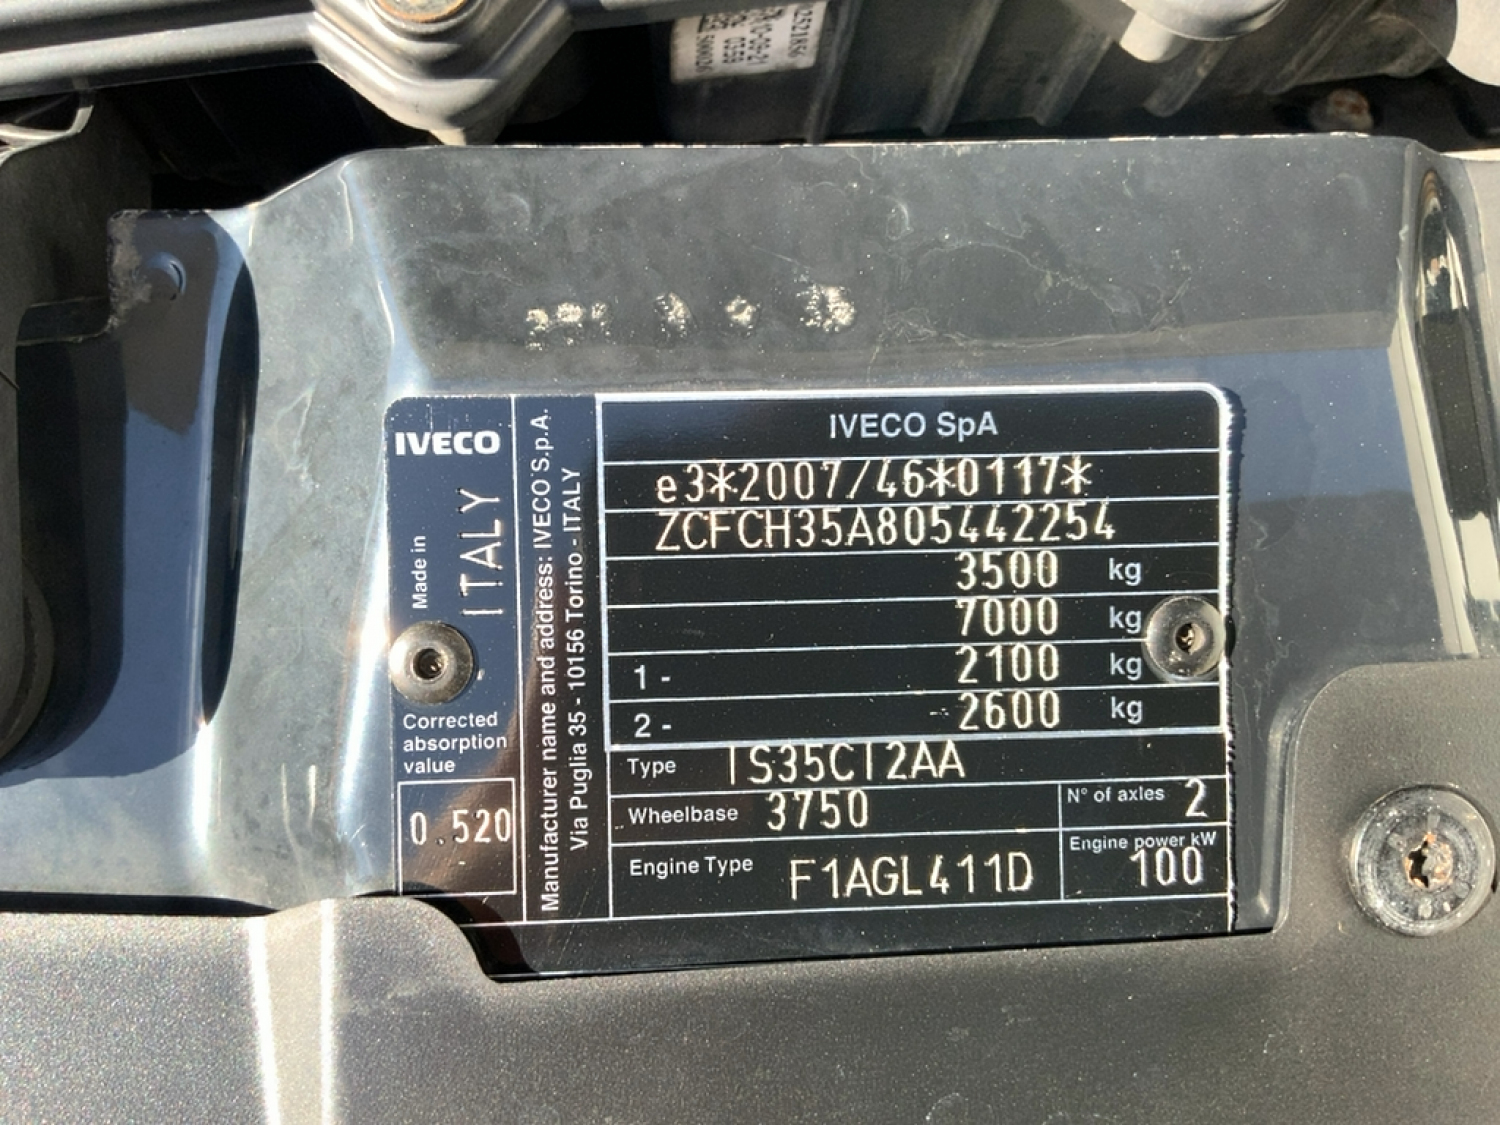 IVECO
Made in
ITALY
Corrected
absorption
value
0.520
Manufacturer name and address: IVECO S.p.A.
Via Puglia 35 - 10156 Torino - ITALY
IVECO SpA
e3*2007/46*0117*
ZCFCH35A805442254
3500 kg
7000 kg
1 - 2100 kg
2 - 2600 kg
Type IS35CI2AA
Wheelbase 3750
N° of axles 2
Engine Type F1AGL411D
Engine power kW
100